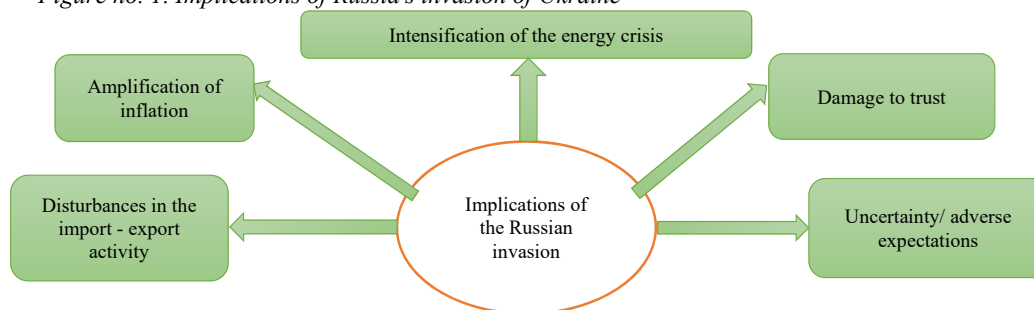 Figure no. 1. Implications of Russia's invasion of Ukraine
Intensification of the energy crisis
Amplification of
inflation
Damage to trust
Disturbances in the
import - export
activity
Implications of
the Russian
invasion
Uncertainty/ adverse
expectations